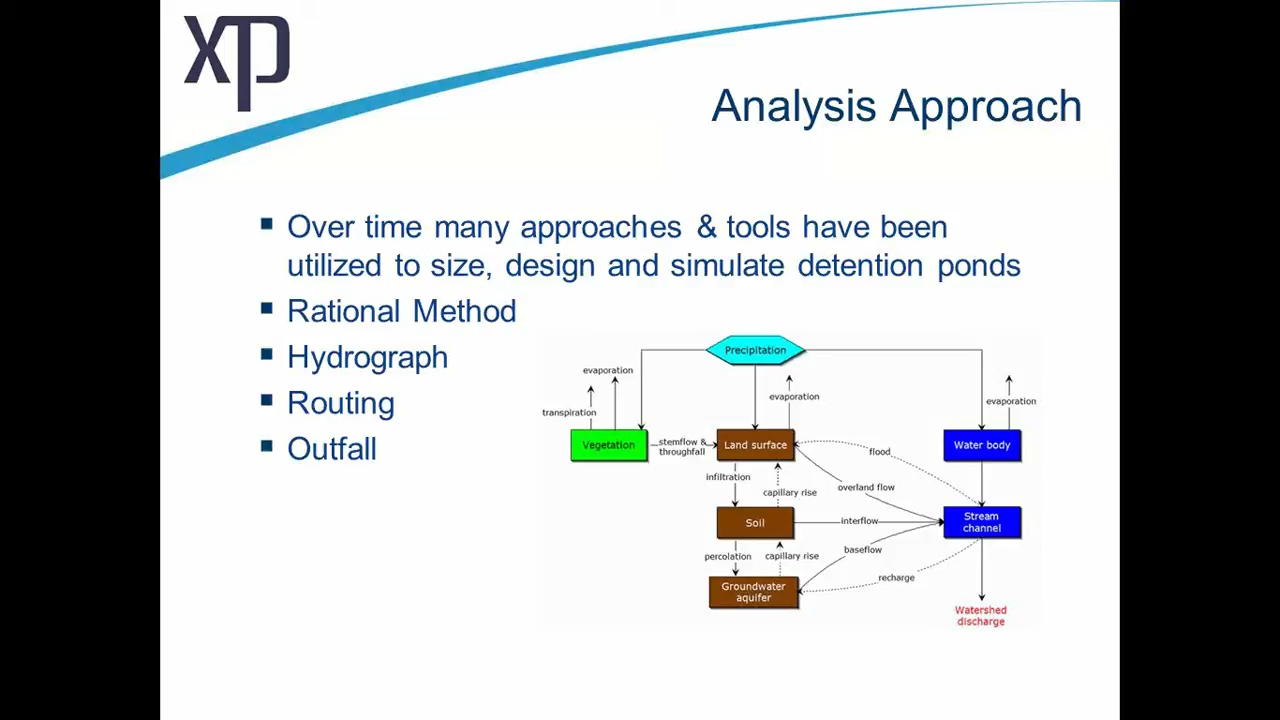 xp
Analysis Approach
Over time many approaches & tools have been
utilized to size, design and simulate detention ponds
Rational Method
Hydrograph
Routing
Outfall
Precipitation
evaporation
transpiration
evaporation
evaporation
Vegetation
stemflow &
throughfall
Land surface
flood
Water body
infiltration
capillary rise
overland flow
Soil
interflow
Stream
channel
percolation
capillary rise
baseflow
recharge
Groundwater
aquifer
Watershed
discharge